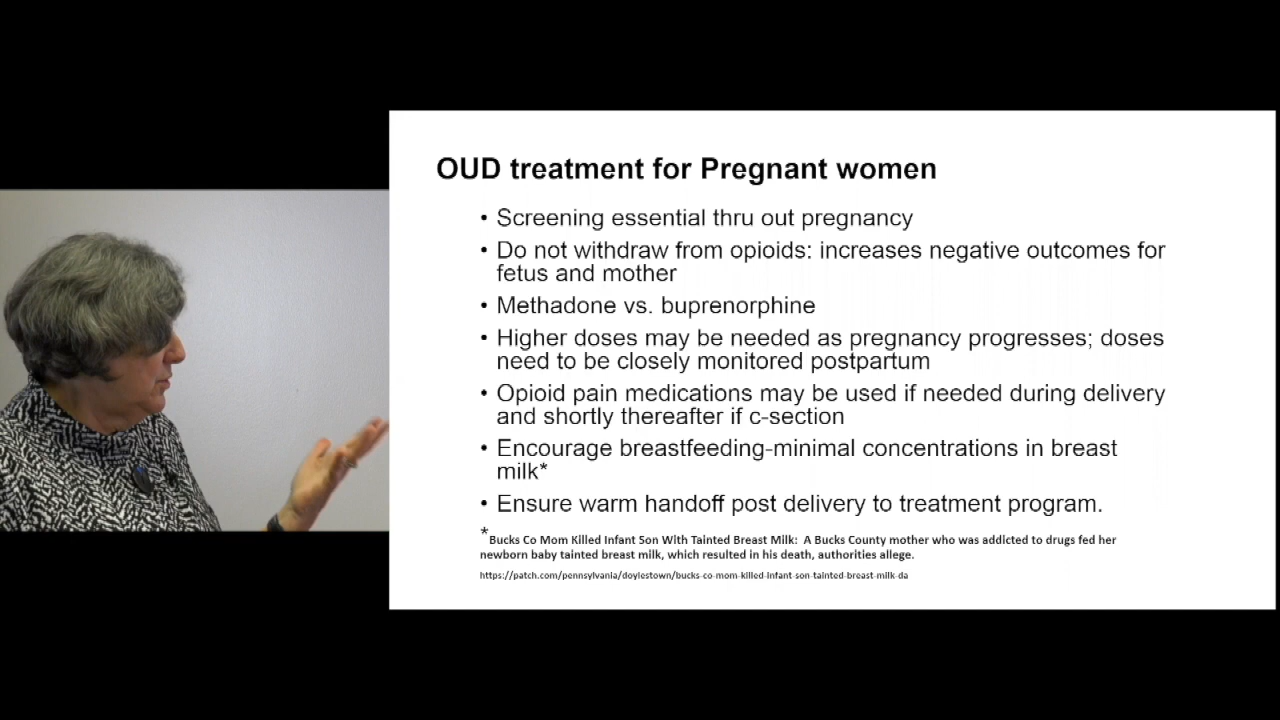 OUD treatment for Pregnant women
• Screening essential thru out pregnancy
• Do not withdraw from opioids: increases negative outcomes for
fetus and mother
• Methadone vs. buprenorphine
• Higher doses may be needed as pregnancy progresses; doses
need to be closely monitored postpartum
• Opioid pain medications may be used if needed during delivery
and shortly thereafter if c-section
• Encourage breastfeeding-minimal concentrations in breast
milk*
• Ensure warm handoff post delivery to treatment program.
*Bucks Co Mom Killed Infant Son With Tainted Breast Milk: A Bucks County mother who was addicted to drugs fed her
newborn baby tainted breast milk, which resulted in his death, authorities allege.
https://patch.com/pennsylvania/doylestown/bucks-co-mom-killed-infant-son-tainted-breast-milk-da